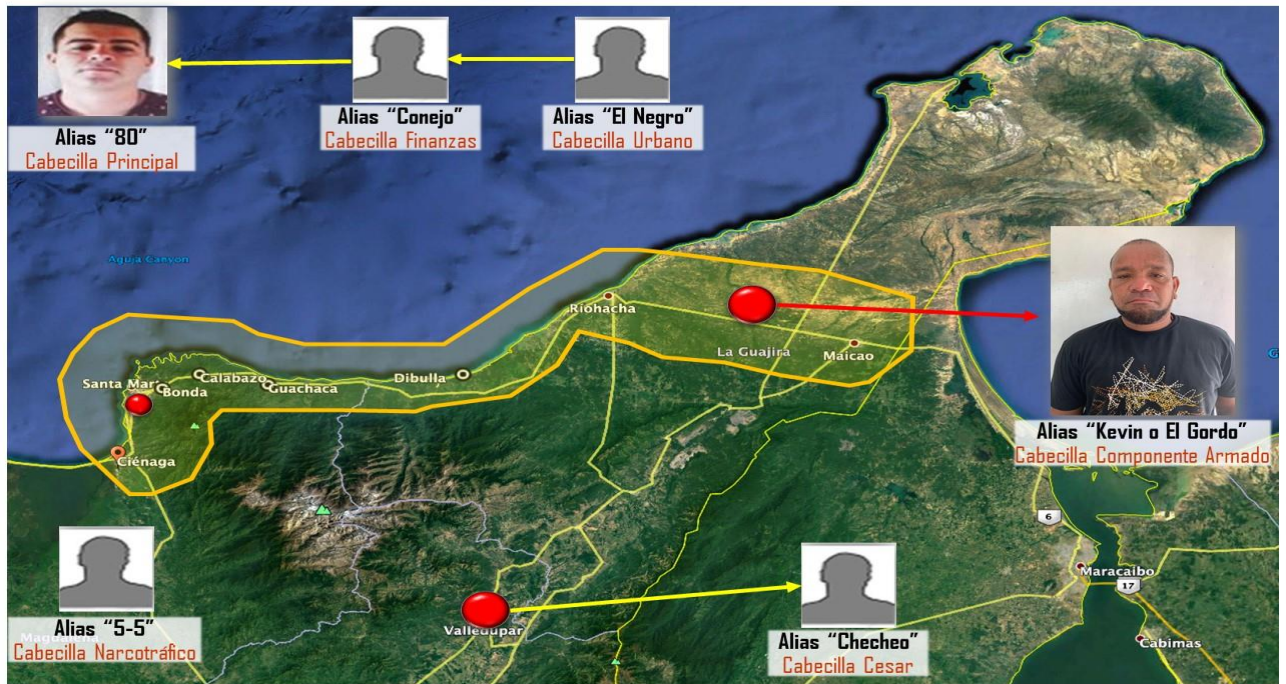 Alias “80”
Cabecilla Principal
Alias “Conejo”
Cabecilla Finanzas
Alias “El Negro”
Cabecilla Urbano
Aguja Canyon
Riohacha
La Guajira
Maicao
Alias “Kevin o El Gordo”
Cabecilla Componente Armado
Santa Mar
Bonda
Calabazo
Guachaca
Dibulla
Ciénaga
6
Maracaibo
17
Cabimas
Alias “5-5”
Cabecilla Narcotráfico
Valledupar
Alias “Checheo”
Cabecilla Cesar